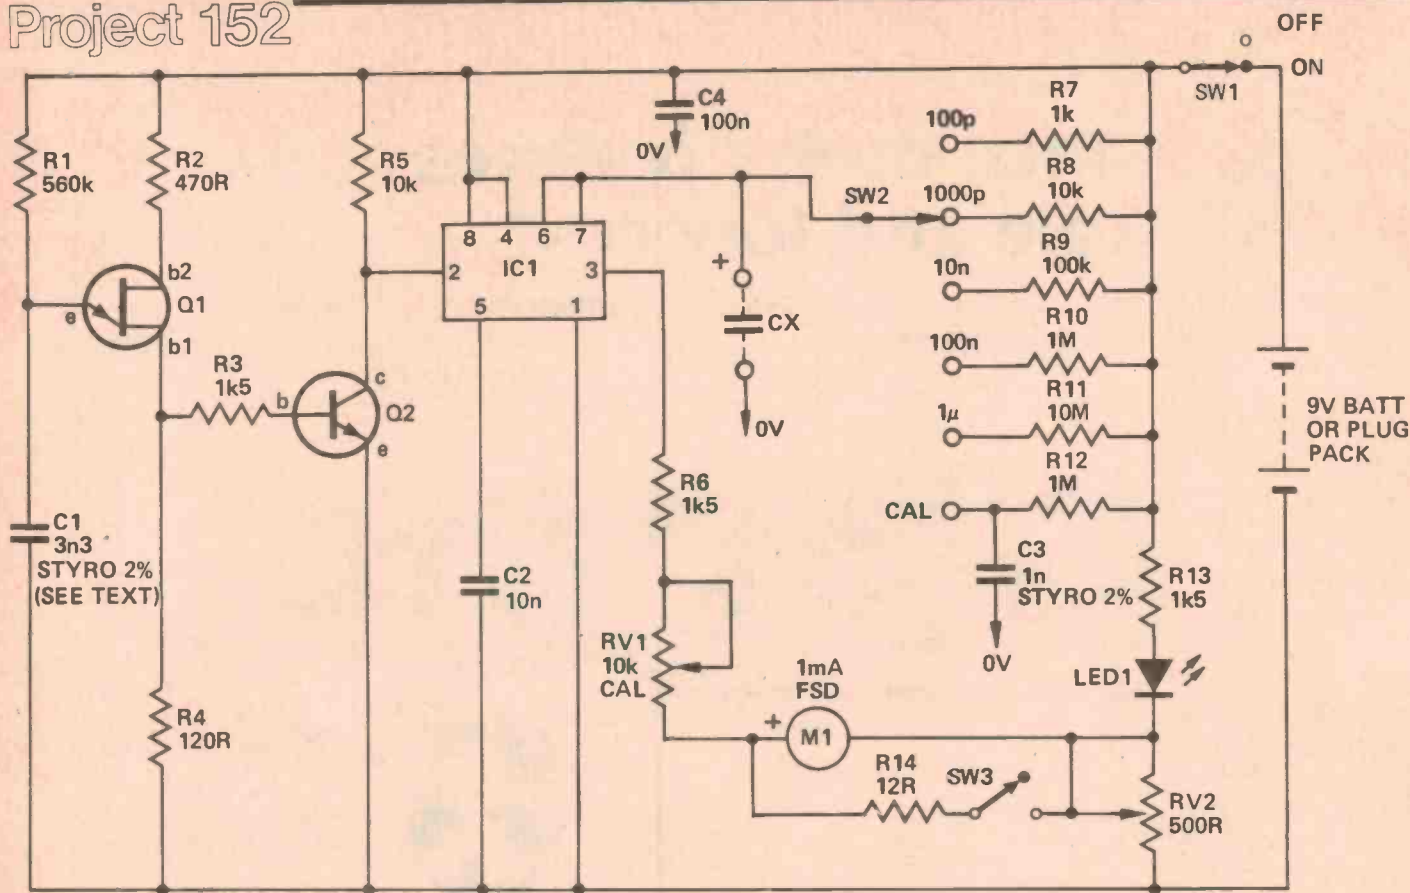 Project 152
OFF
ON
SW1
R1
560k
R2
470R
R5
10k
C4
100n
0V
100p
R7
1k
R8
10k
SW2
1000p
8
4
6
7
2
IC1
3
5
1
b2
Q1
e
b1
R3
1k5
b
c
Q2
e
+
CX
0V
10n
R9
100k
100n
R10
1M
1µ
R11
10M
CAL
R12
1M
9V BATT
OR PLUG
PACK
C1
3n3
STYRO 2%
(SEE TEXT)
C2
10n
R6
1k5
C3
1n
STYRO 2%
0V
R13
1k5
RV1
10k
CAL
1mA
FSD
+
M1
LED1
R4
120R
R14
12R
SW3
RV2
500R